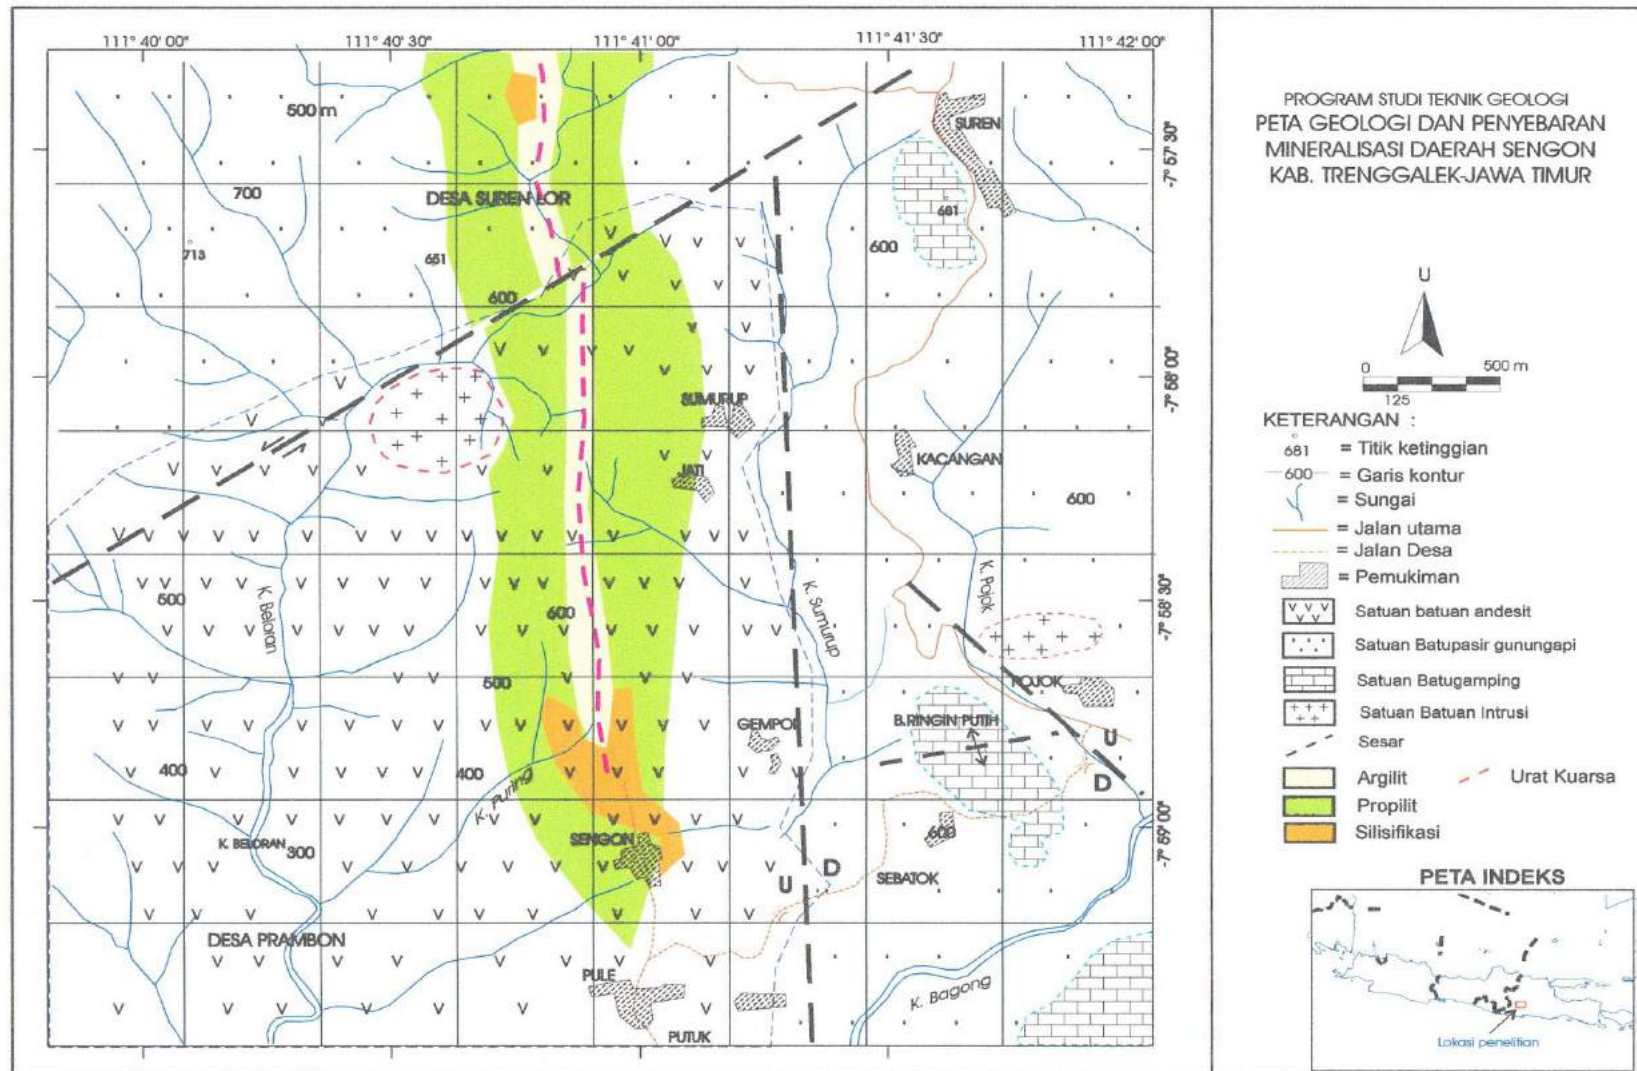 111° 40' 00"
111° 40' 30"
111° 41' 00"
111° 41' 30"
111° 42' 00"
500 m
SUREN
-7° 57' 30"
700
DESA SUREN LOR
681
713
651
600
600
-7° 58' 00"
SUMURUP
KACANGAN
JATI
600
500
K. Beloran
600
K. Sumurup
K. Pojok
-7° 58' 30"
500
POJOK
GEMPOL
B.RINGIN PUTIH
U
D
400
400
K. Puring
K. BELORAN
300
SENGON
600
-7° 59' 00"
U
D
SEBATOK
DESA PRAMBON
PULE
K. Bagong
PUTUK
PROGRAM STUDI TEKNIK GEOLOGI
PETA GEOLOGI DAN PENYEBARAN
MINERALISASI DAERAH SENGON
KAB. TRENGGALEK-JAWA TIMUR
U
0
500 m
125
KETERANGAN :
681 = Titik ketinggian
600 = Garis kontur
= Sungai
= Jalan utama
= Jalan Desa
= Pemukiman
Satuan batuan andesit
Satuan Batupasir gunungapi
Satuan Batugamping
Satuan Batuan Intrusi
Sesar
Argilit
Urat Kuarsa
Propilit
Silisifikasi
PETA INDEKS
Lokasi penelitian